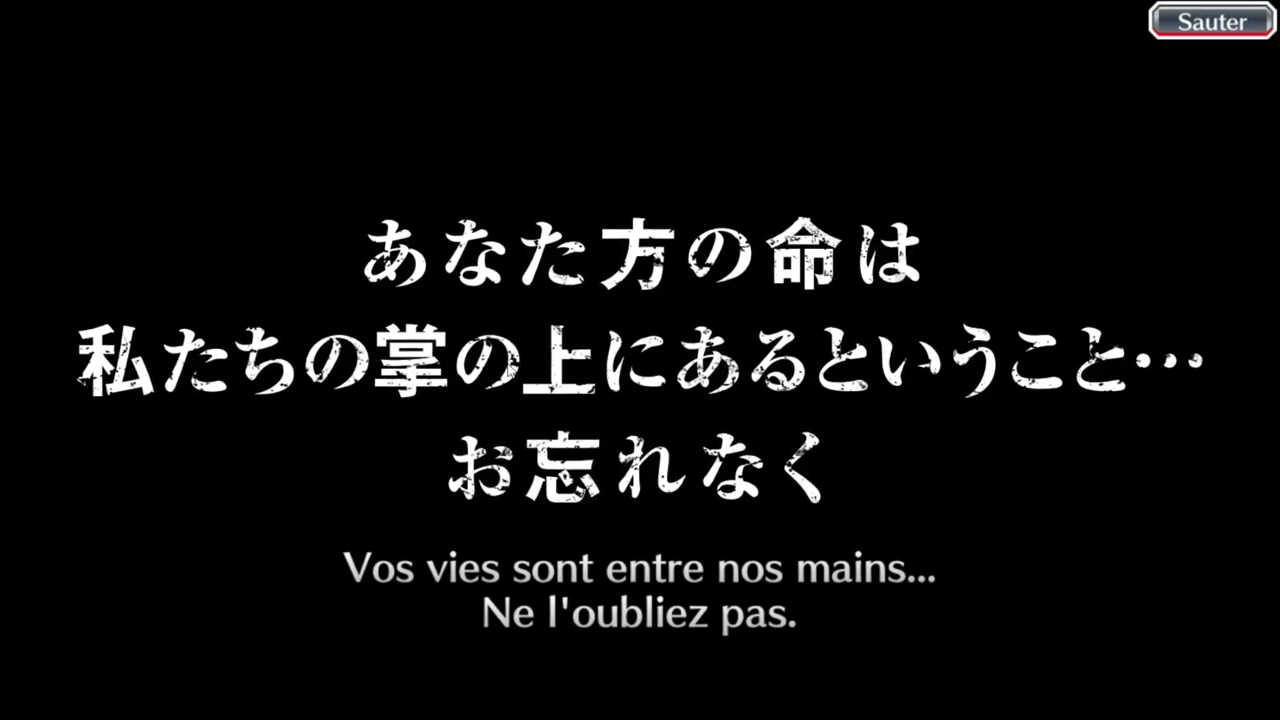 Sauter
あなた方の命は
私たちの掌の上にあるということ…
お忘れなく
Vos vies sont entre nos mains...
Ne l'oubliez pas.